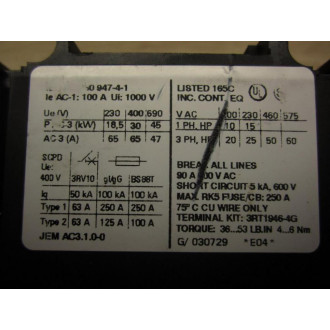 947-4-1
Ie AC-1: 100 A Ui: 1000 V
Ue (V) 230 400 690
3 (kW) 18,5 30 45
AC 3 (A) 65 65 47
SCPD
Ue: 400 V 3RV10 gl/gG BS88T
Iq 50 kA 100 kA 100 kA
Type 1 63 A 250 A 250 A
Type 2 63 A 125 A 100 A
JEM AC3.1.0-0
LISTED 165C
INC. CONT. EQ
UL
V AC 200 230 460 575
1 PH, HP 10 15
3 PH, HP 20 25 50 60
BREAK ALL LINES
90 A 600 V AC
SHORT CIRCUIT 5 kA, 600 V
MAX. RK5 FUSE/CB: 250 A
75°C CU WIRE ONLY
TERMINAL KIT: 3RT1946-4G
TORQUE: 36...53 LB.IN 4...6 Nm
G/ 030729 *E04*